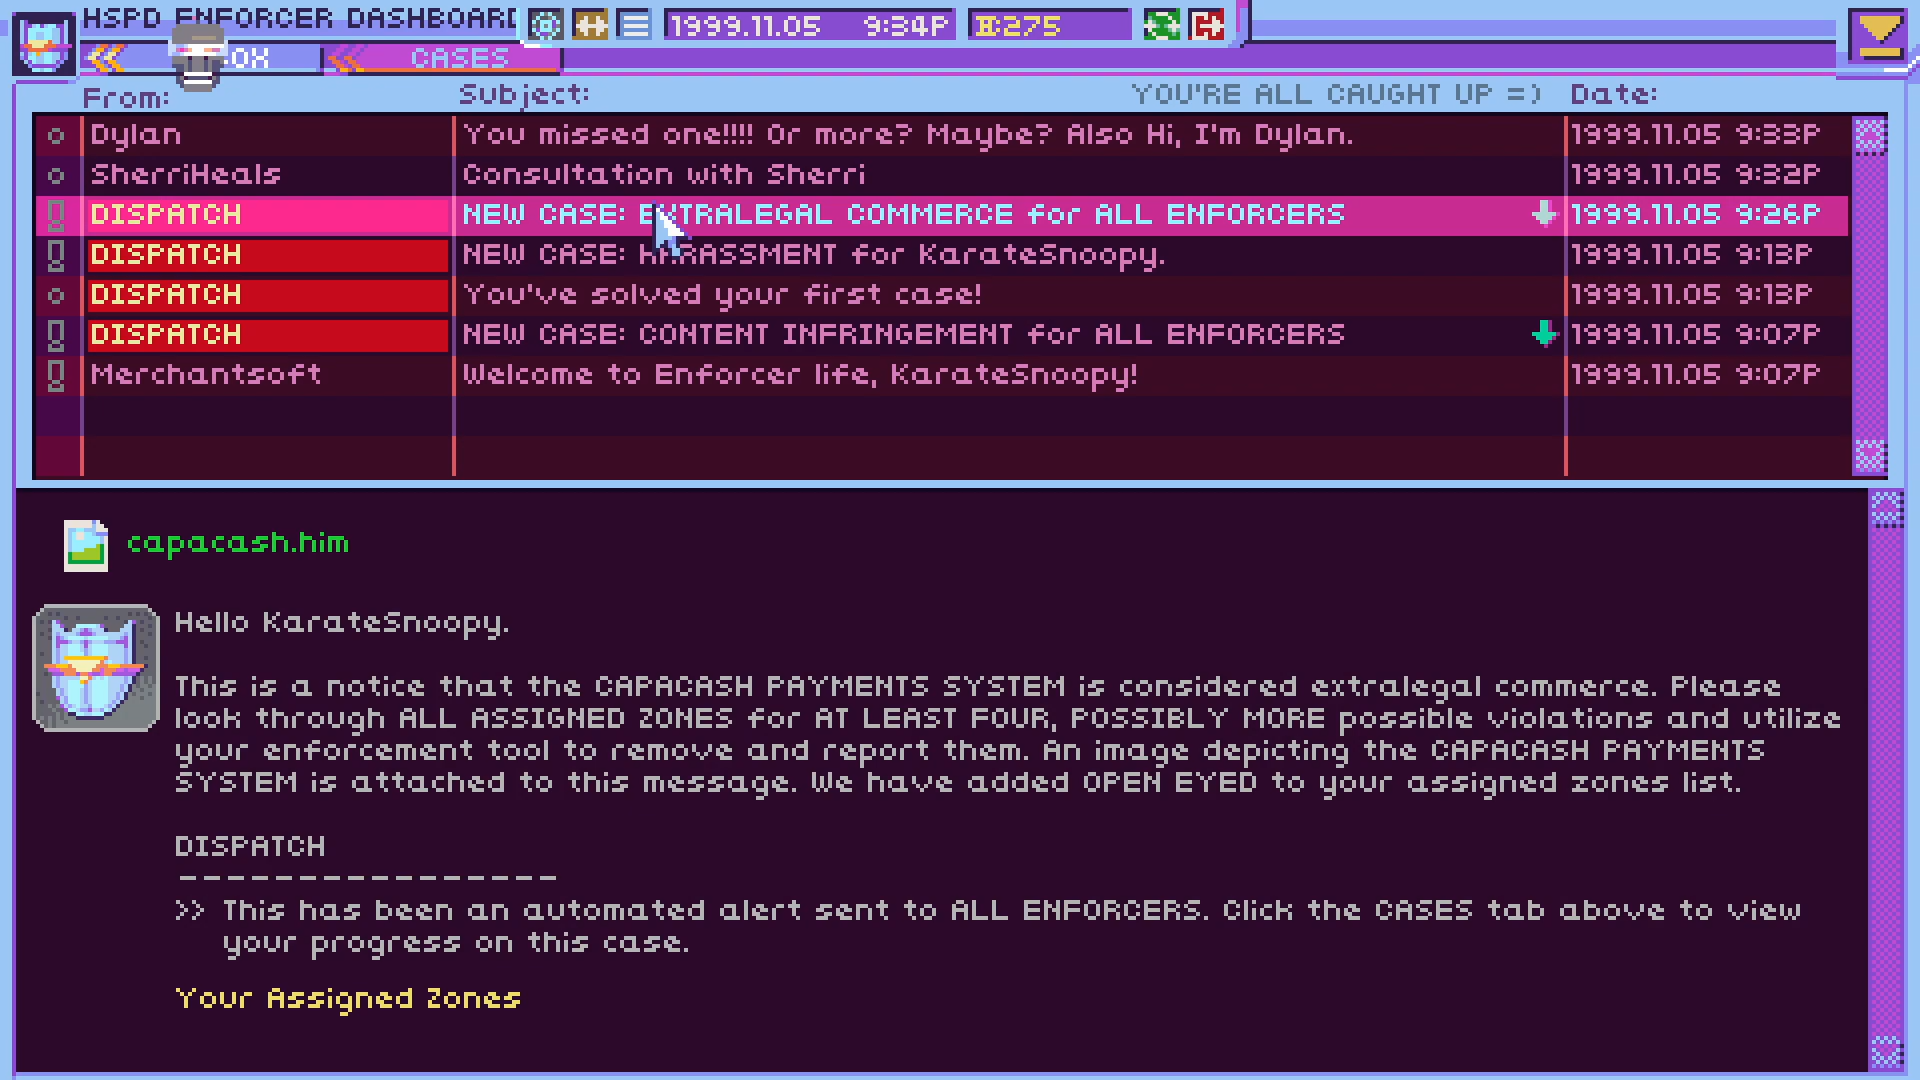 HSPD ENFORCER DASHBOARD
1999.11.05 9:34P
275
CASES
From: Subject: YOU'RE ALL CAUGHT UP =) Date:
Dylan You missed one!!!! Or more? Maybe? Also Hi, I'm Dylan. 1999.11.05 9:33P
SherriHeals Consultation with Sherri 1999.11.05 9:32P
DISPATCH NEW CASE: EXTRALEGAL COMMERCE for ALL ENFORCERS 1999.11.05 9:26P
DISPATCH NEW CASE: HARASSMENT for KarateSnoopy. 1999.11.05 9:13P
DISPATCH You've solved your first case! 1999.11.05 9:13P
DISPATCH NEW CASE: CONTENT INFRINGEMENT for ALL ENFORCERS 1999.11.05 9:07P
Merchantsoft Welcome to Enforcer life, KarateSnoopy! 1999.11.05 9:07P
capacash.him
Hello KarateSnoopy.
This is a notice that the CAPACASH PAYMENTS SYSTEM is considered extralegal commerce. Please
look through ALL ASSIGNED ZONES for AT LEAST FOUR, POSSIBLY MORE possible violations and utilize
your enforcement tool to remove and report them. An image depicting the CAPACASH PAYMENTS
SYSTEM is attached to this message. We have added OPEN EYED to your assigned zones list.
DISPATCH
----------------
>> This has been an automated alert sent to ALL ENFORCERS. Click the CASES tab above to view
your progress on this case.
Your Assigned Zones